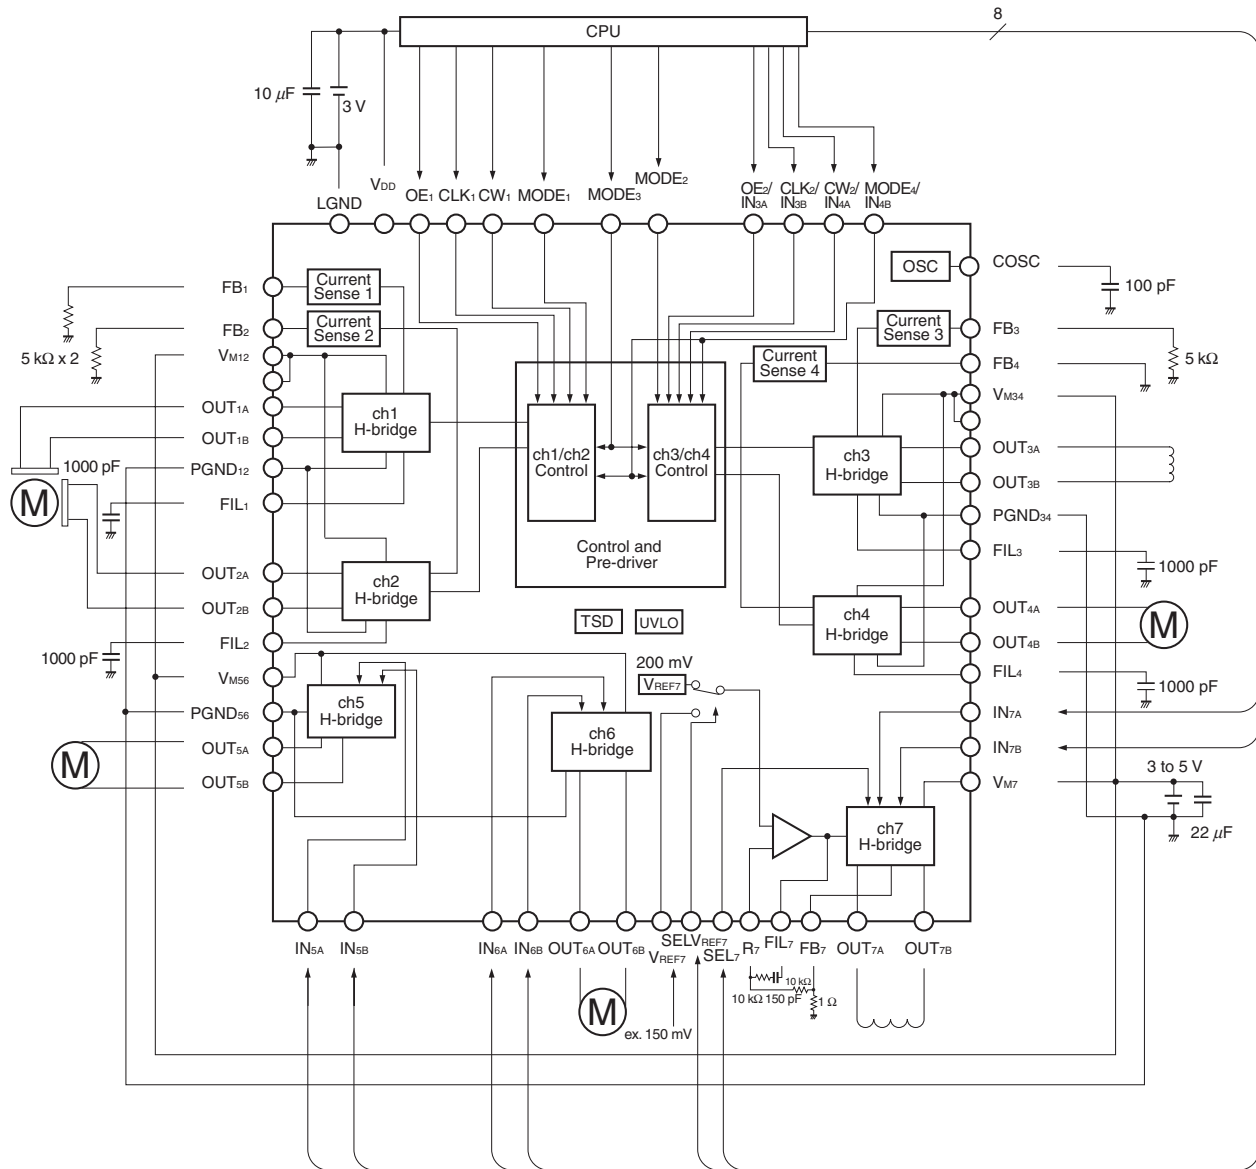 8
CPU
10 μF
3 V
VDD
LGND
OE1
CLK1
CW1
MODE1
MODE3
MODE2
OE2/
IN3A
CLK2/
IN3B
CW2/
IN4A
MODE4/
IN4B
OSC
COSC
100 pF
FB1
Current
Sense 1
FB2
Current
Sense 2
5 kΩ x 2
VM12
Current
Sense 3
FB3
Current
Sense 4
FB4
5 kΩ
VM34
OUT1A
ch1
H-bridge
OUT1B
ch1/ch2
Control
ch3/ch4
Control
ch3
H-bridge
OUT3A
OUT3B
1000 pF
PGND12
M
FIL1
PGND34
Control and
Pre-driver
FIL3
1000 pF
OUT2A
ch2
H-bridge
OUT2B
TSD
UVLO
ch4
H-bridge
OUT4A
M
OUT4B
FIL2
1000 pF
VM56
200 mV
VREF7
FIL4
1000 pF
ch5
H-bridge
PGND56
ch6
H-bridge
IN7A
OUT5A
M
IN7B
OUT5B
VM7
3 to 5 V
22 μF
ch7
H-bridge
IN5A
IN5B
IN6A
IN6B
OUT6A
OUT6B
VREF7
SELVREF7
SEL7
R7
FIL7
FB7
OUT7A
OUT7B
10 kΩ
10 kΩ 150 pF
1 Ω
M
ex. 150 mV